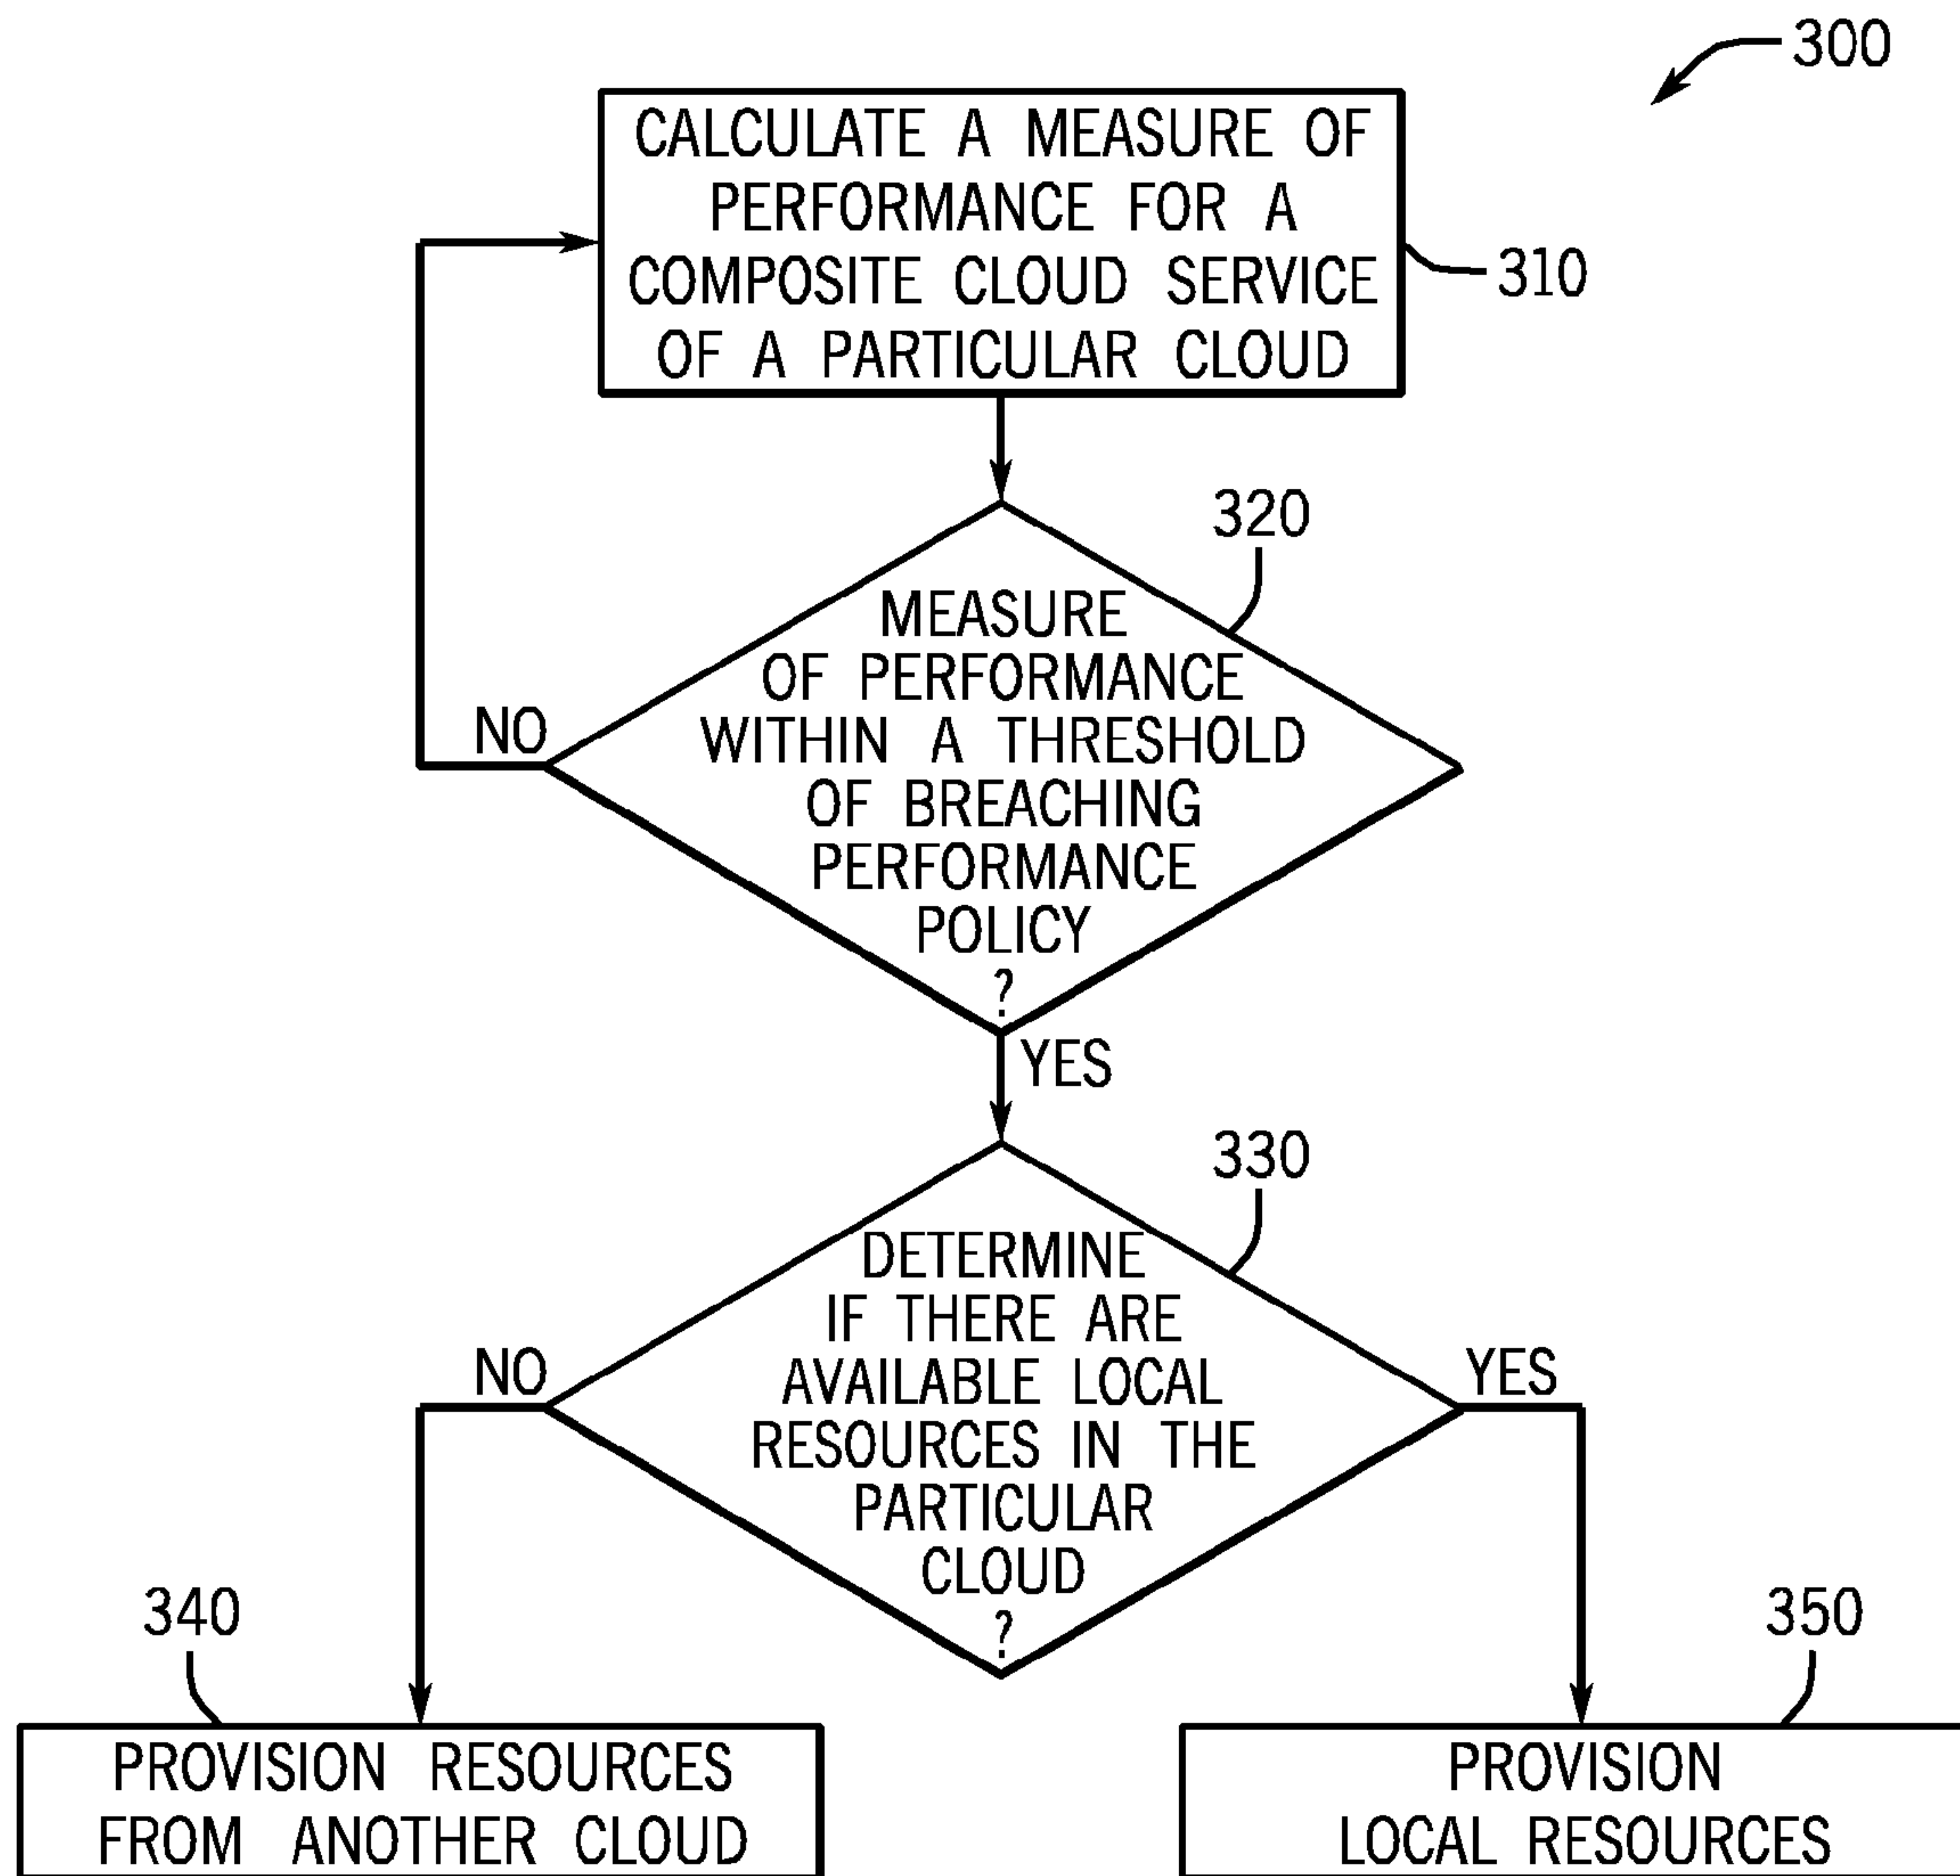 300
CALCULATE A MEASURE OF
PERFORMANCE FOR A
COMPOSITE CLOUD SERVICE
OF A PARTICULAR CLOUD
310
320
MEASURE
OF PERFORMANCE
WITHIN A THRESHOLD
OF BREACHING
PERFORMANCE
POLICY
?
NO
YES
330
DETERMINE
IF THERE ARE
AVAILABLE LOCAL
RESOURCES IN THE
PARTICULAR
CLOUD
?
NO
YES
340
350
PROVISION RESOURCES
FROM ANOTHER CLOUD
PROVISION
LOCAL RESOURCES